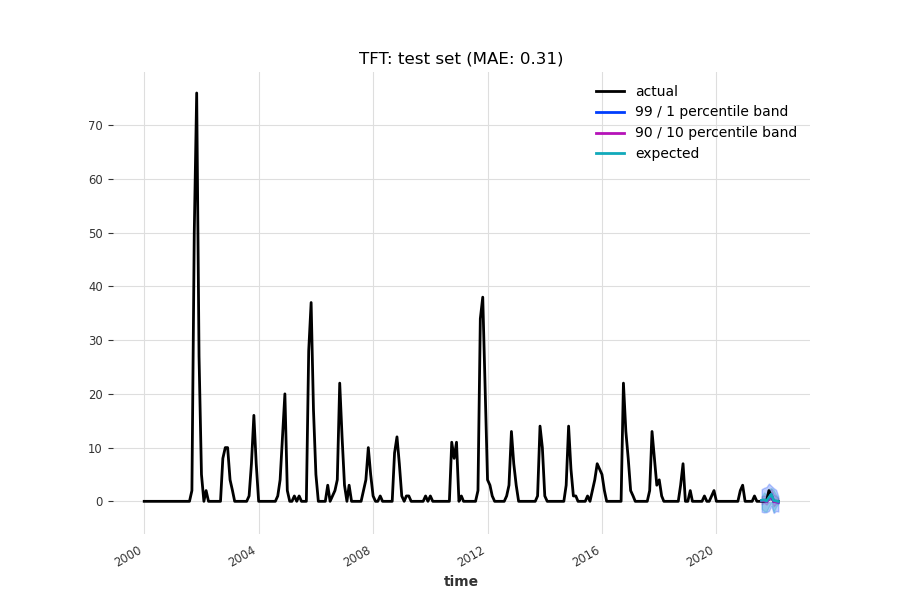 TFT: test set (MAE: 0.31)
actual
99 / 1 percentile band
90 / 10 percentile band
expected
70
60
50
40
30
20
10
0
2000
2004
2008
2012
2016
2020
time